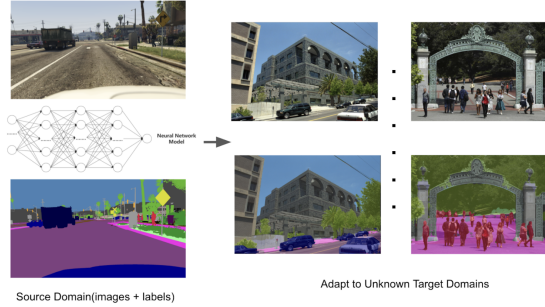 Neural Network
Model
Source Domain(images + labels)
Adapt to Unknown Target Domains